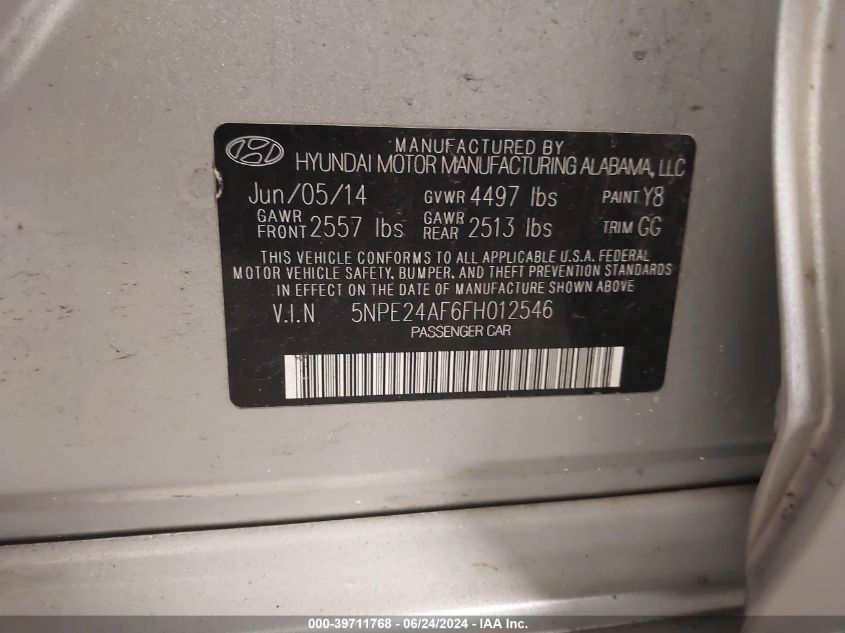 MANUFACTURED BY
HYUNDAI MOTOR MANUFACTURING ALABAMA, LLC
Jun/05/14 GVWR 4497 lbs PAINT Y8
GAWR FRONT 2557 lbs GAWR REAR 2513 lbs TRIM GG
THIS VEHICLE CONFORMS TO ALL APPLICABLE U.S.A. FEDERAL
MOTOR VEHICLE SAFETY, BUMPER, AND THEFT PREVENTION STANDARDS
IN EFFECT ON THE DATE OF MANUFACTURE SHOWN ABOVE
V.I.N 5NPE24AF6FH012546
PASSENGER CAR
000-39711768 - 06/24/2024 - IAA Inc.